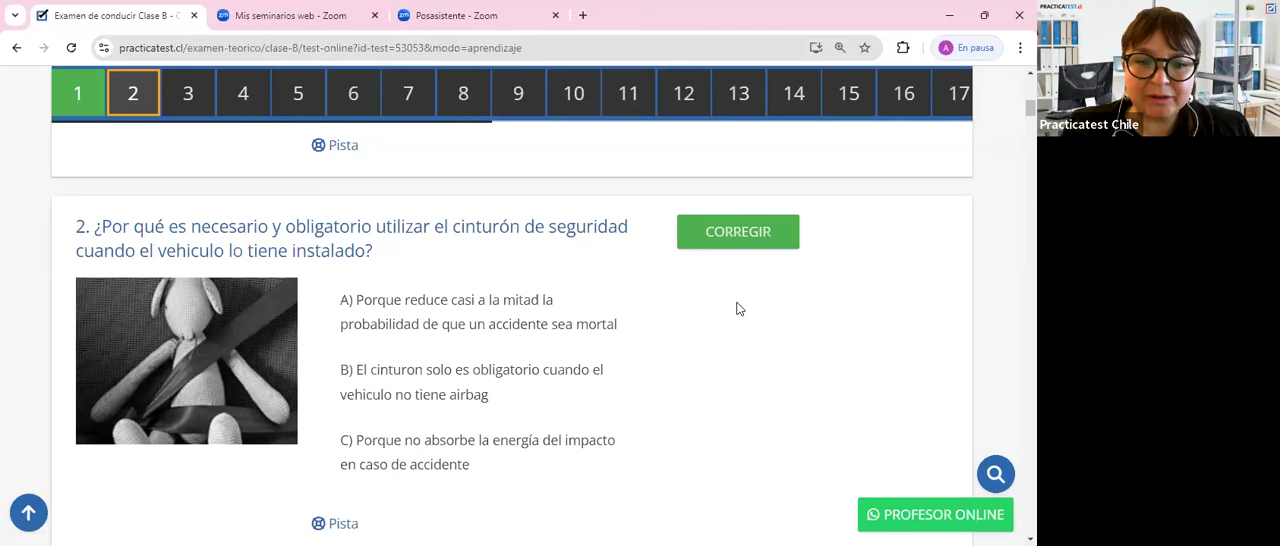 Examen de conducir Clase B - C
Mis seminarios web - Zoom
Posasistente - Zoom
practicatest.cl/examen-teorico/clase-B/test-online?id-test=53053&modo=aprendizaje
A En pausa
PRACTICATEST.cl
Practicatest Chile
1 2 3 4 5 6 7 8 9 10 11 12 13 14 15 16 17
Pista
2. ¿Por qué es necesario y obligatorio utilizar el cinturón de seguridad
cuando el vehiculo lo tiene instalado?
CORREGIR
A) Porque reduce casi a la mitad la
probabilidad de que un accidente sea mortal
B) El cinturon solo es obligatorio cuando el
vehiculo no tiene airbag
C) Porque no absorbe la energía del impacto
en caso de accidente
Pista
PROFESOR ONLINE